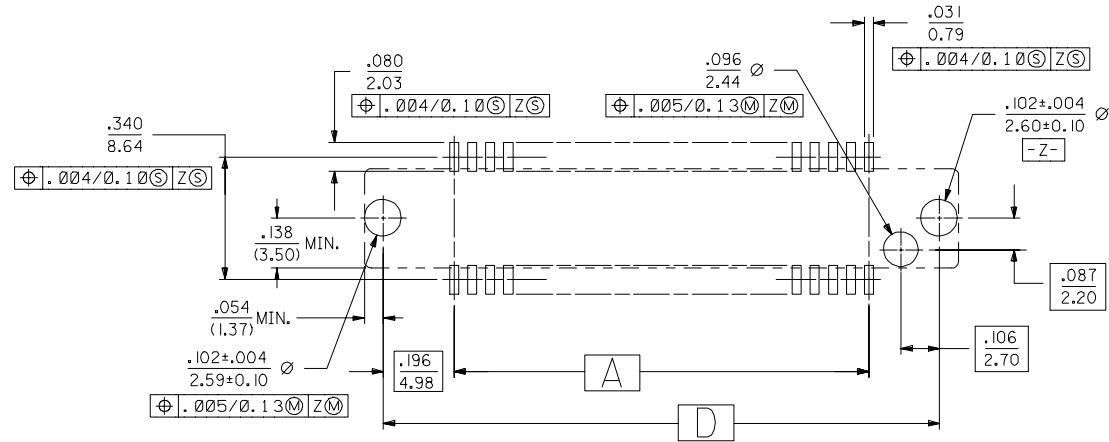 .031
0.79
⌖ .004/0.10Ⓢ ZⓈ
.080
2.03
⌖ .004/0.10Ⓢ ZⓈ
.096
2.44 Ø
⌖ .005/0.13Ⓜ ZⓂ
.102±.004
2.60±0.10 Ø
-Z-
.340
8.64
⌖ .004/0.10Ⓢ ZⓈ
.138
(3.50) MIN.
.087
2.20
.054
(1.37) MIN.
.106
2.70
.102±.004
2.59±0.10 Ø
⌖ .005/0.13Ⓜ ZⓂ
.196
4.98
A
D